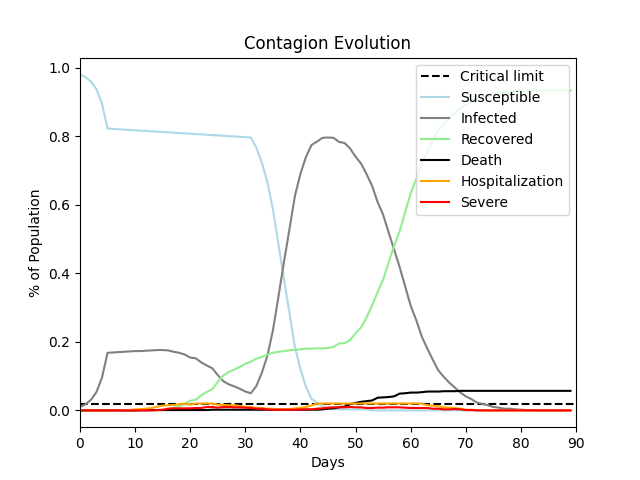 Contagion Evolution
% of Population
1.0
0.8
0.6
0.4
0.2
0.0
Critical limit
Susceptible
Infected
Recovered
Death
Hospitalization
Severe
0 10 20 30 40 50 60 70 80 90
Days